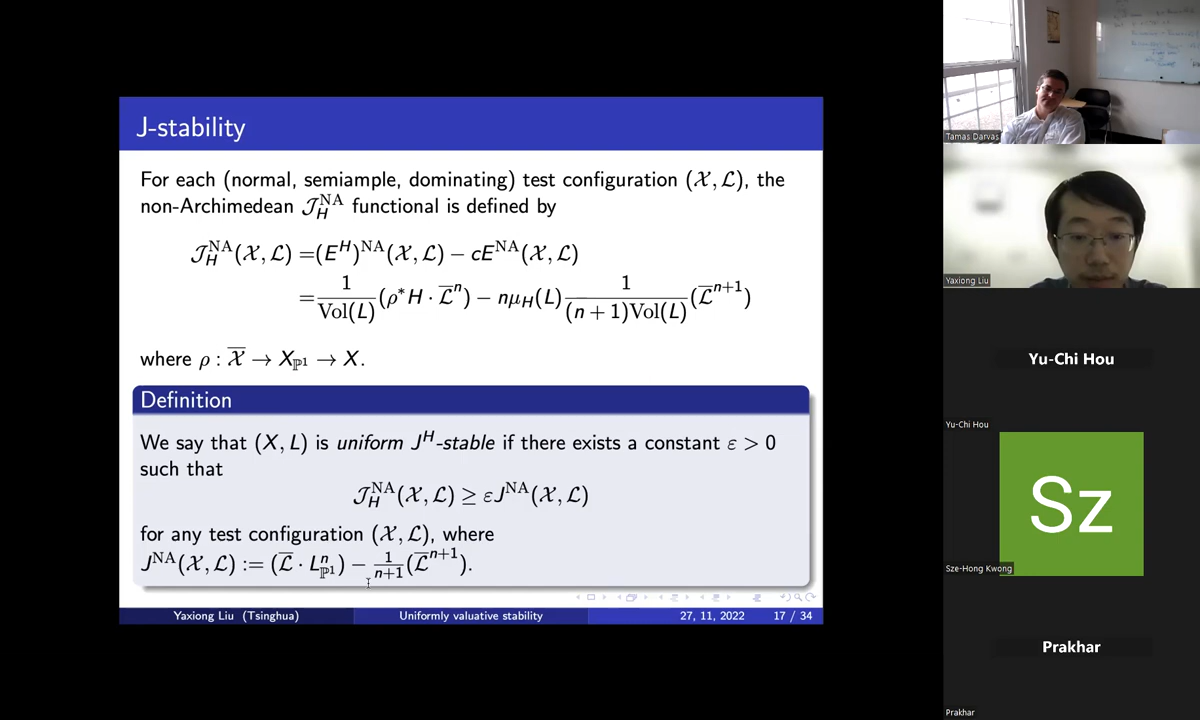 J-stability
For each (normal, semiample, dominating) test configuration (𝒳, ℒ), the
non-Archimedean 𝒥_H^NA functional is defined by
𝒥_H^NA(𝒳, ℒ) =(E^H)^NA(𝒳, ℒ) − cE^NA(𝒳, ℒ)
= 1/Vol(L) (ρ*H · ℒ̅^n) − nμ_H(L) 1/((n + 1)Vol(L)) (ℒ̅^{n+1})
where ρ : 𝒳̅ → X_ℙ¹ → X.
Definition
We say that (X, L) is uniform J^H-stable if there exists a constant ε > 0
such that
𝒥_H^NA(𝒳, ℒ) ≥ εJ^NA(𝒳, ℒ)
for any test configuration (𝒳, ℒ), where
J^NA(𝒳, ℒ) := (ℒ̅ · L_ℙ¹^n) − 1/(n+1) (ℒ̅^{n+1}).
Yaxiong Liu (Tsinghua) Uniformly valuative stability 27, 11, 2022 17 / 34
Tamas Darvas
Yaxiong Liu
Yu-Chi Hou
Yu-Chi Hou
Sz
Sze-Hong Kwong
Prakhar
Prakhar